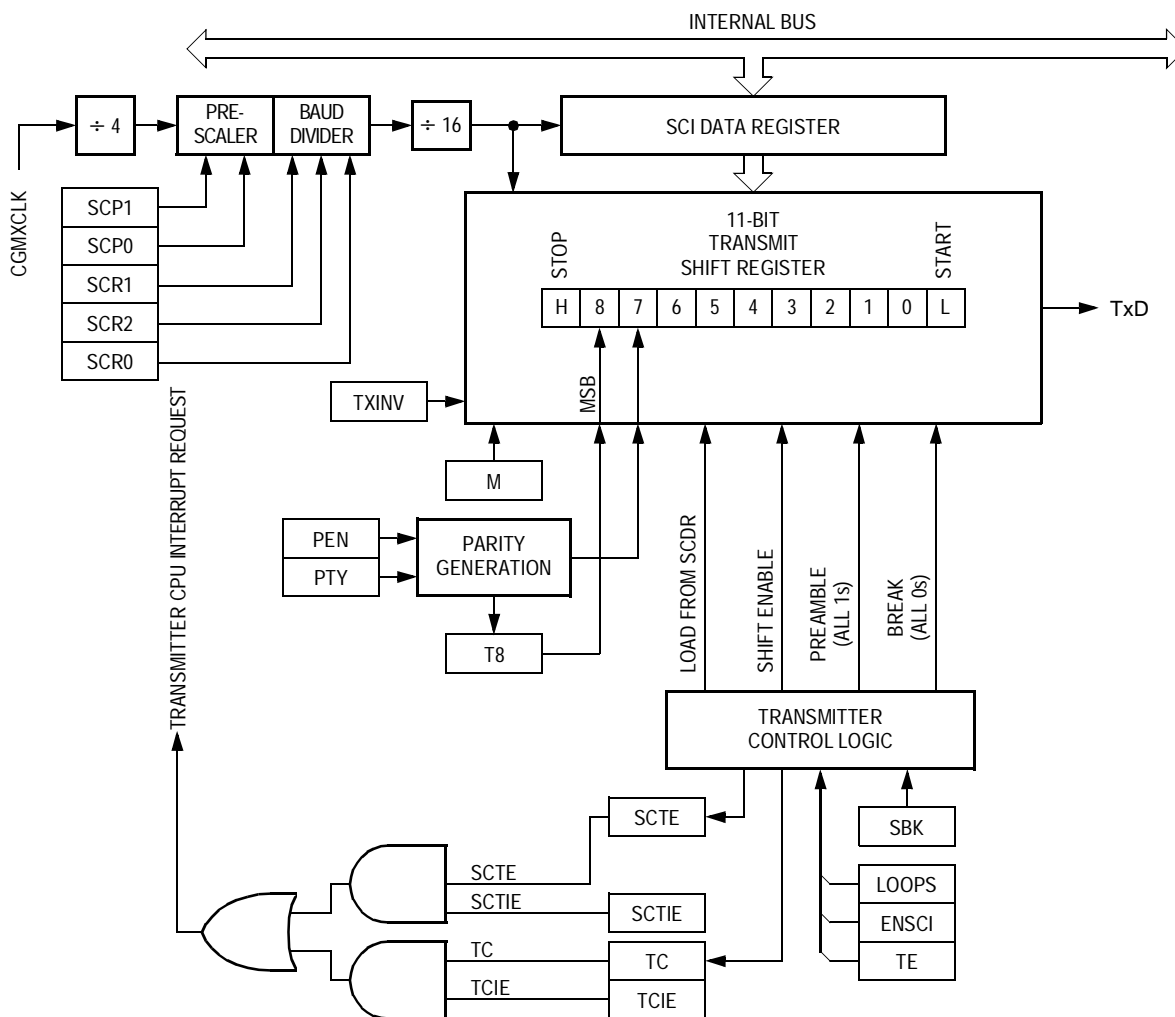 INTERNAL BUS
÷ 4
PRE-
SCALER
BAUD
DIVIDER
÷ 16
SCI DATA REGISTER
CGMXCLK
SCP1
SCP0
SCR1
SCR2
SCR0
11-BIT
TRANSMIT
SHIFT REGISTER
STOP
START
H 8 7 6 5 4 3 2 1 0 L
TxD
MSB
TXINV
M
PEN
PTY
PARITY
GENERATION
T8
LOAD FROM SCDR
SHIFT ENABLE
PREAMBLE
(ALL 1s)
BREAK
(ALL 0s)
TRANSMITTER CPU INTERRUPT REQUEST
TRANSMITTER
CONTROL LOGIC
SCTE
SBK
SCTE
SCTIE
SCTIE
LOOPS
ENSCI
TE
TC
TC
TCIE
TCIE